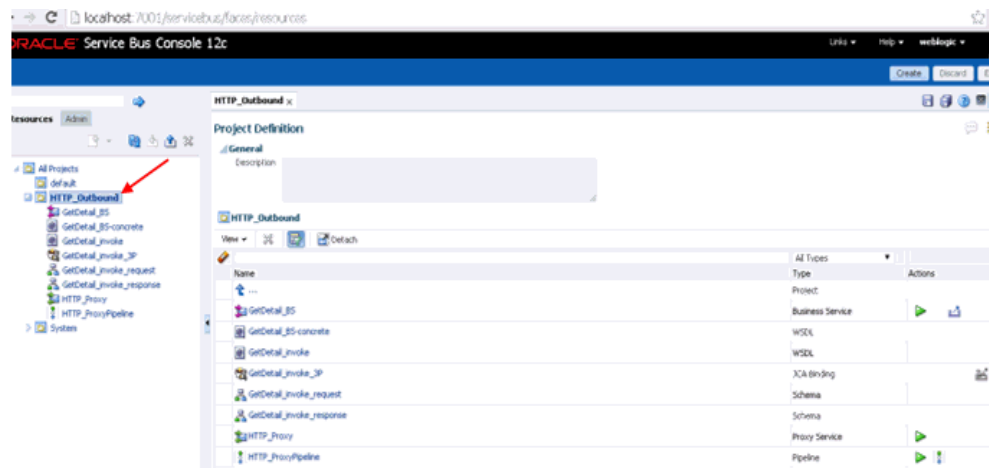 localhost:7001/servicebus/faces/resources
ORACLE Service Bus Console 12c
Links Help weblogic
Create Discard E
HTTP_Outbound x
Resources Admin
Project Definition
General
Description
All Projects
default
HTTP_Outbound
GetDetail_BS
GetDetail_BS-concrete
GetDetail_invoke
GetDetail_invoke_3P
GetDetail_invoke_request
GetDetail_invoke_response
HTTP_Proxy
HTTP_ProxyPipeline
System
HTTP_Outbound
View Detach
All Types
Name Type Actions
... Project
GetDetail_BS Business Service
GetDetail_BS-concrete WSDL
GetDetail_invoke WSDL
GetDetail_invoke_3P JCA Binding
GetDetail_invoke_request Schema
GetDetail_invoke_response Schema
HTTP_Proxy Proxy Service
HTTP_ProxyPipeline Pipeline